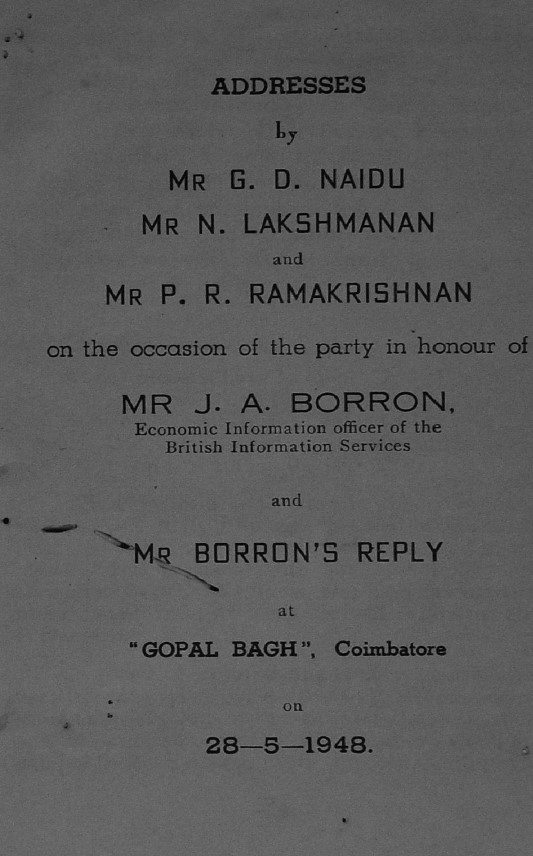 ADDRESSES
by
MR G. D. NAIDU
MR N. LAKSHMANAN
and
MR P. R. RAMAKRISHNAN
on the occasion of the party in honour of
MR J. A. BORRON,
Economic Information officer of the
British Information Services
and
MR BORRON'S REPLY
at
"GOPAL BAGH", Coimbatore
on
28—5—1948.